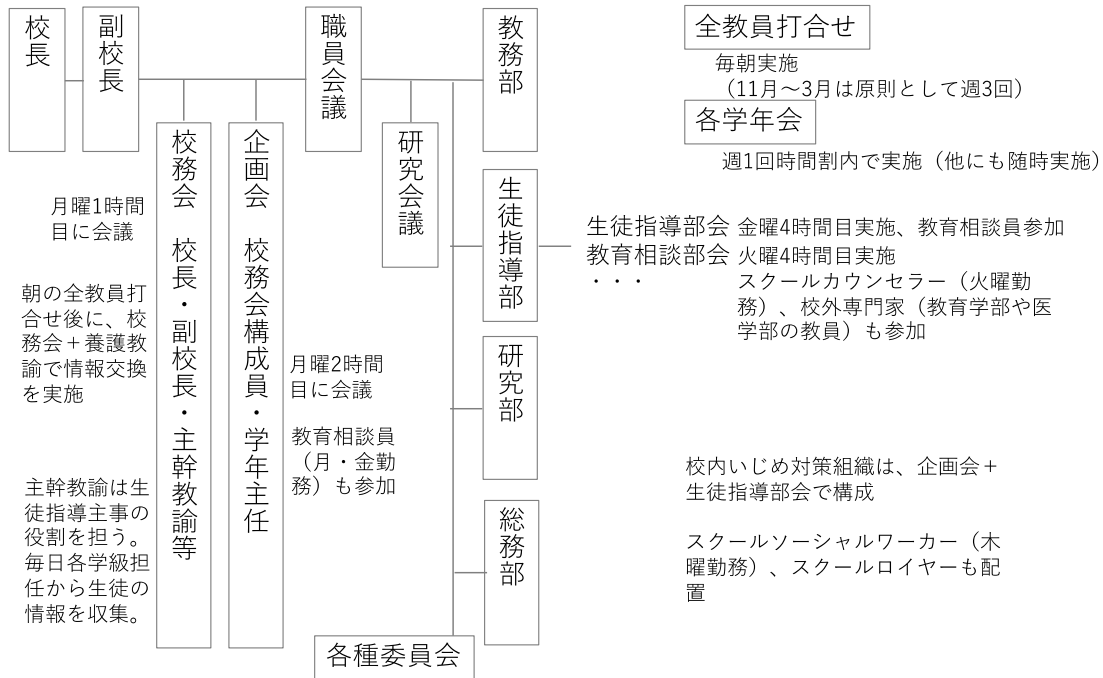 校長
副校長
職員会議
教務部
校務会　校長・副校長・主幹教諭等
企画会　校務会構成員・学年主任
研究会議
生徒指導部
研究部
総務部
各種委員会
月曜1時間
目に会議
朝の全教員打
合せ後に、校
務会＋養護教
諭で情報交換
を実施
主幹教諭は生
徒指導主事の
役割を担う。
毎日各学級担
任から生徒の
情報を収集。
月曜2時間
目に会議
教育相談員
（月・金勤
務）も参加
全教員打合せ
毎朝実施
（11月～3月は原則として週3回）
各学年会
週1回時間割内で実施（他にも随時実施）
生徒指導部会 金曜4時間目実施、教育相談員参加
教育相談部会 火曜4時間目実施
・・・ スクールカウンセラー（火曜勤
務）、校外専門家（教育学部や医
学部の教員）も参加
校内いじめ対策組織は、企画会＋
生徒指導部会で構成
スクールソーシャルワーカー（木
曜勤務）、スクールロイヤーも配
置